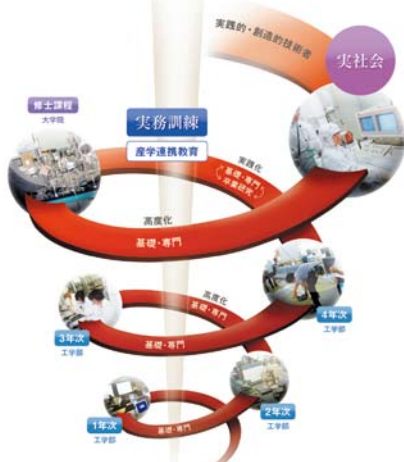 実践的・創造的技術者
実社会
修士課程
大学院
実務訓練
産学連携教育
実践化
基礎・専門
卒業研究
高度化
基礎・専門
高度化
基礎・専門
4年次
工学部
3年次
工学部
基礎・専門
2年次
工学部
1年次
工学部
基礎・専門